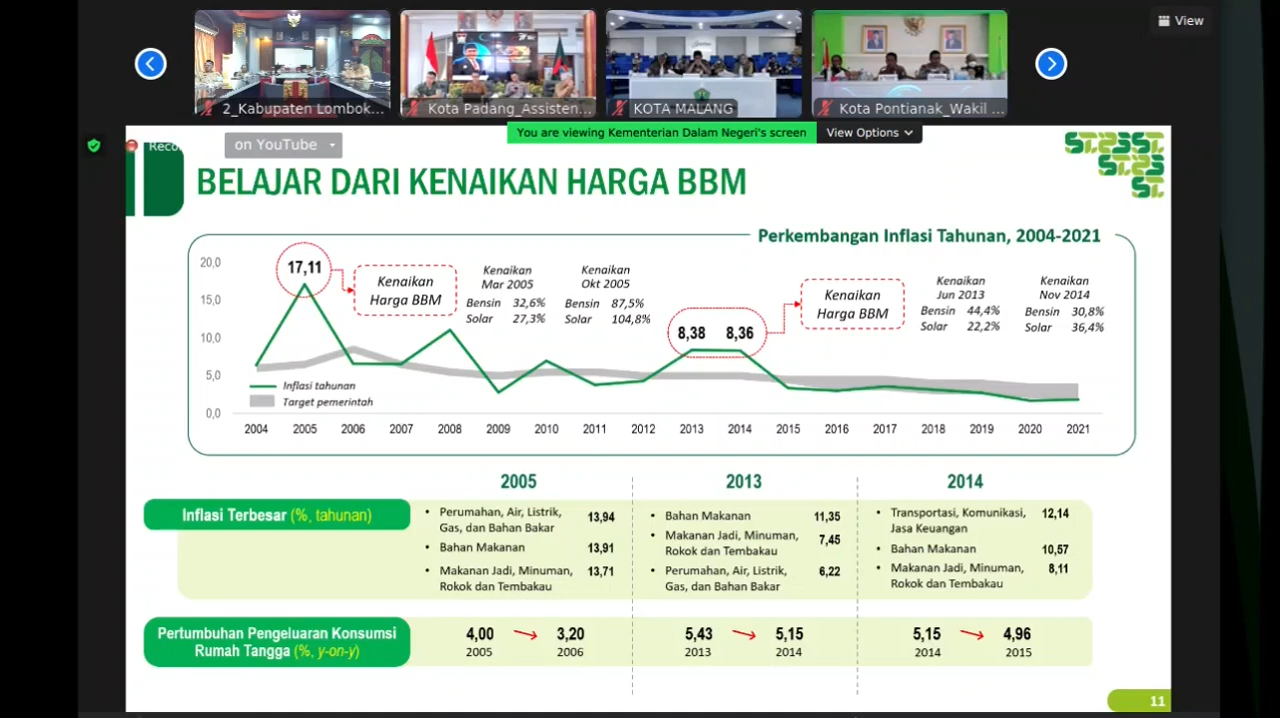 View
2_Kabupaten Lombok...
Kota Padang_Assisten...
KOTA MALANG
Kota Pontianak_Wakil ...
You are viewing Kementerian Dalam Negeri's screen
View Options
Reco
on YouTube
BELAJAR DARI KENAIKAN HARGA BBM
Perkembangan Inflasi Tahunan, 2004-2021
20,0
15,0
10,0
5,0
0,0
17,11
Kenaikan
Harga BBM
Kenaikan
Mar 2005
Bensin 32,6%
Solar 27,3%
Kenaikan
Okt 2005
Bensin 87,5%
Solar 104,8%
8,38 8,36
Kenaikan
Harga BBM
Kenaikan
Jun 2013
Bensin 44,4%
Solar 22,2%
Kenaikan
Nov 2014
Bensin 30,8%
Solar 36,4%
Inflasi tahunan
Target pemerintah
2004 2005 2006 2007 2008 2009 2010 2011 2012 2013 2014 2015 2016 2017 2018 2019 2020 2021
2005 2013 2014
Inflasi Terbesar (%, tahunan)
• Perumahan, Air, Listrik,
Gas, dan Bahan Bakar 13,94
• Bahan Makanan 13,91
• Makanan Jadi, Minuman, 13,71
Rokok dan Tembakau
• Bahan Makanan 11,35
• Makanan Jadi, Minuman, 7,45
Rokok dan Tembakau
• Perumahan, Air, Listrik, 6,22
Gas, dan Bahan Bakar
• Transportasi, Komunikasi, 12,14
Jasa Keuangan
• Bahan Makanan 10,57
• Makanan Jadi, Minuman, 8,11
Rokok dan Tembakau
Pertumbuhan Pengeluaran Konsumsi
Rumah Tangga (%, y-on-y)
4,00 3,20
2005 2006
5,43 5,15
2013 2014
5,15 4,96
2014 2015
11